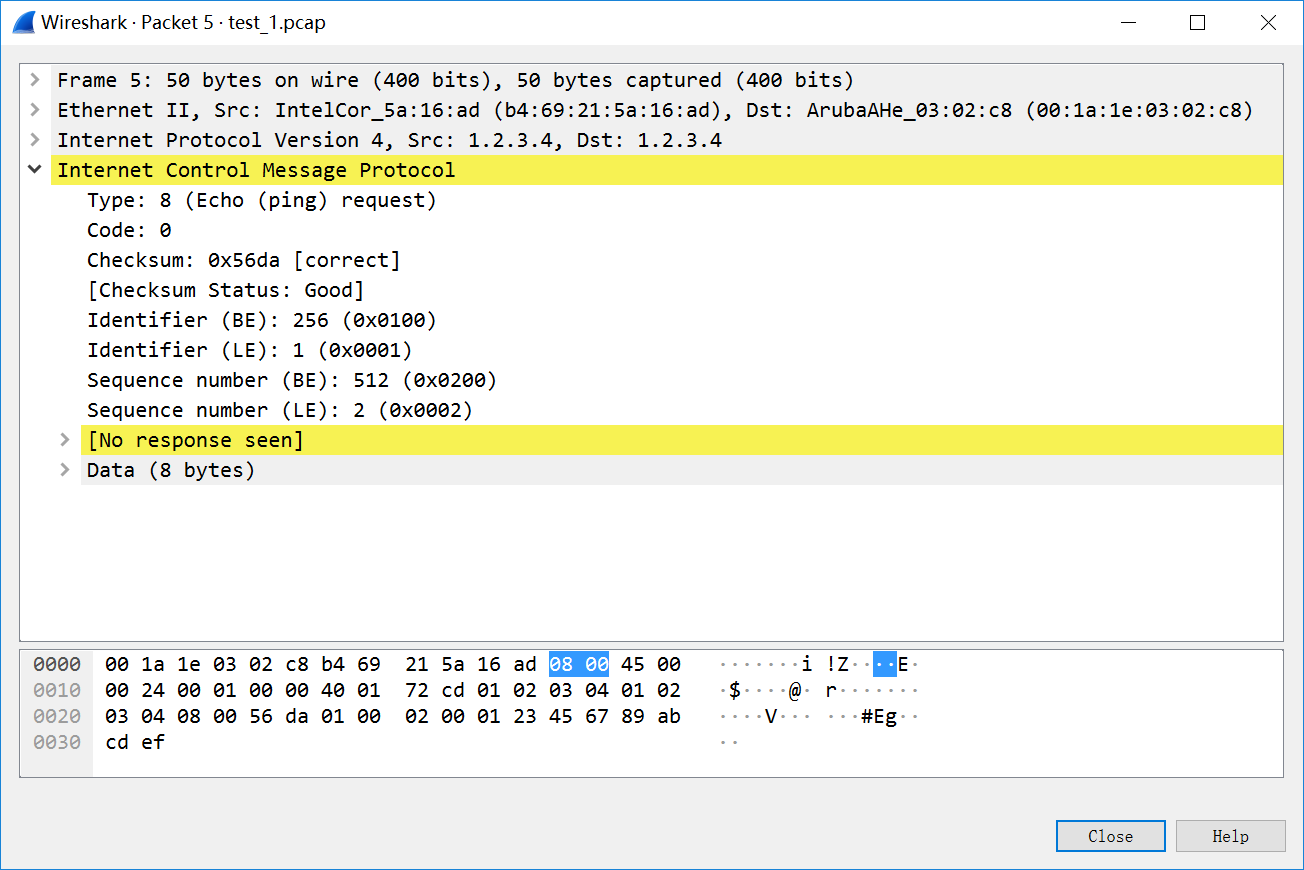 Wireshark · Packet 5 · test_1.pcap
Frame 5: 50 bytes on wire (400 bits), 50 bytes captured (400 bits)
Ethernet II, Src: IntelCor_5a:16:ad (b4:69:21:5a:16:ad), Dst: ArubaAHe_03:02:c8 (00:1a:1e:03:02:c8)
Internet Protocol Version 4, Src: 1.2.3.4, Dst: 1.2.3.4
Internet Control Message Protocol
Type: 8 (Echo (ping) request)
Code: 0
Checksum: 0x56da [correct]
[Checksum Status: Good]
Identifier (BE): 256 (0x0100)
Identifier (LE): 1 (0x0001)
Sequence number (BE): 512 (0x0200)
Sequence number (LE): 2 (0x0002)
[No response seen]
Data (8 bytes)
0000 00 1a 1e 03 02 c8 b4 69 21 5a 16 ad 08 00 45 00 ·······i !Z····E·
0010 00 24 00 01 00 00 40 01 72 cd 01 02 03 04 01 02 ·$····@· r·······
0020 03 04 08 00 56 da 01 00 02 00 01 23 45 67 89 ab ····V··· ···#Eg··
0030 cd ef ··
Close Help